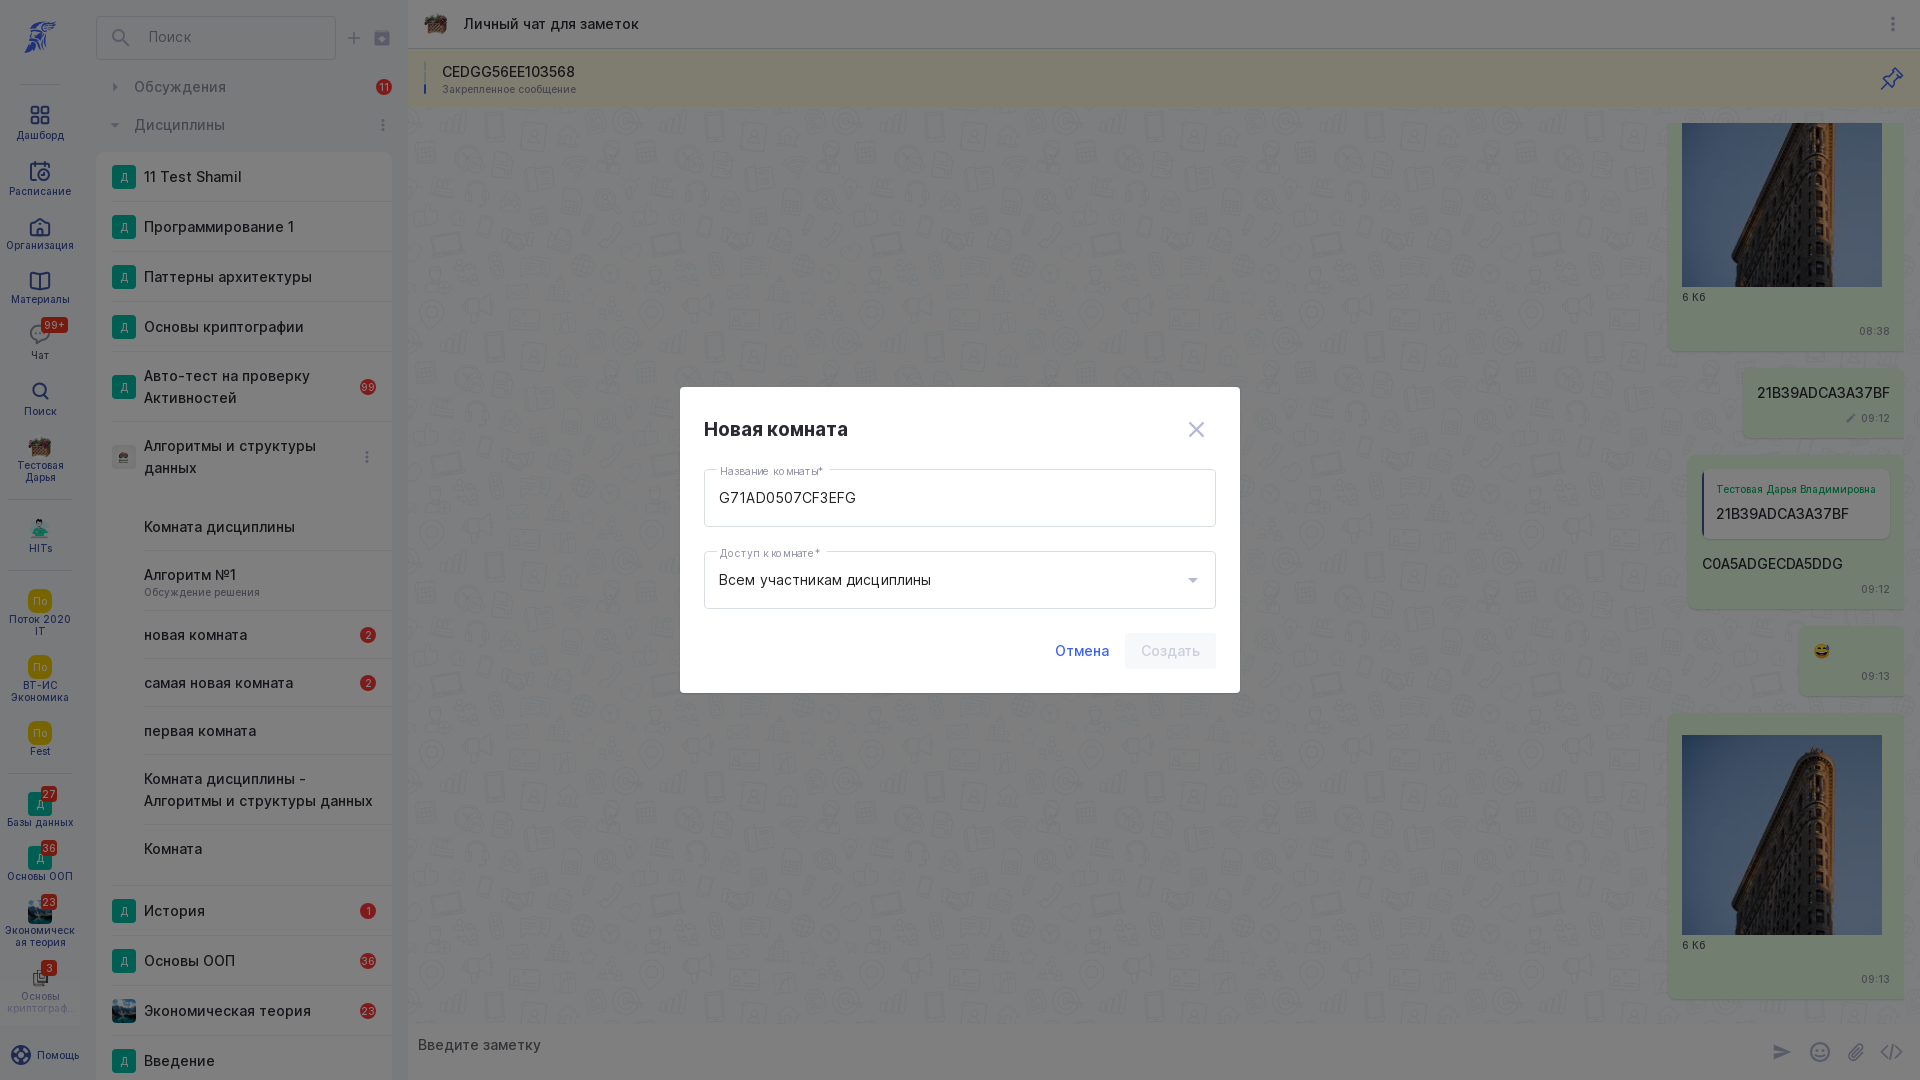 Поиск
Обсуждения
11
Дисциплины
Дашборд
Расписание
Организация
Материалы
99+
Чат
Поиск
Тестовая
Дарья
HITs
По
Поток 2020
IT
По
ВТ-ИС
Экономика
По
Fest
27
Д
Базы данных
36
Д
Основы ООП
23
Экономическ
ая теория
3
Основы
криптограф...
Помощь
Д
11 Test Shamil
Д
Программирование 1
Д
Паттерны архитектуры
Д
Основы криптографии
Д
Авто-тест на проверку
Активностей
99
Алгоритмы и структуры
данных
Комната дисциплины
Алгоритм №1
Обсуждение решения
новая комната
2
самая новая комната
2
первая комната
Комната дисциплины -
Алгоритмы и структуры данных
Комната
Д
История
1
Д
Основы ООП
36
Экономическая теория
23
Д
Введение
Личный чат для заметок
CEDGG56EE103568
Закрепленное сообщение
6 Кб
08:38
21B39ADCA3A37BF
09:12
Тестовая Дарья Владимировна
21B39ADCA3A37BF
C0A5ADGECDA5DDG
09:12
09:13
6 Кб
09:13
Введите заметку
Новая комната
Название комнаты*
G71AD0507CF3EFG
Доступ к комнате*
Всем участникам дисциплины
Отмена
Создать